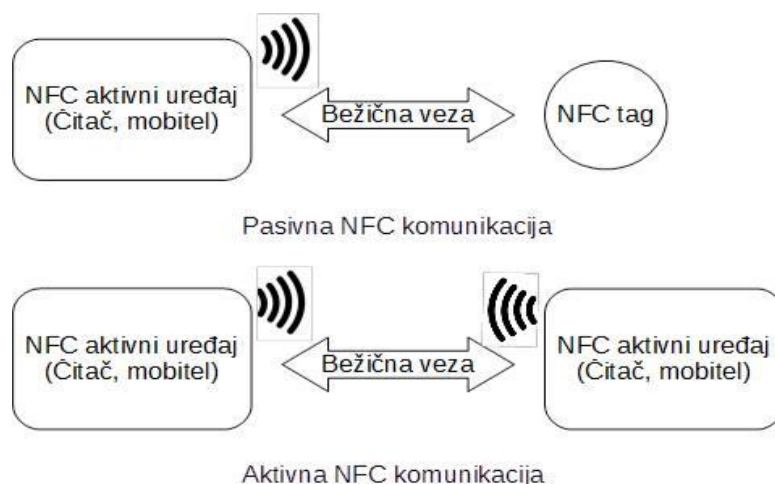 NFC aktivni uređaj
(Čitač, mobitel)
Bežična veza
NFC tag
Pasivna NFC komunikacija
NFC aktivni uređaj
(Čitač, mobitel)
Bežična veza
NFC aktivni uređaj
(Čitač, mobitel)
Aktivna NFC komunikacija